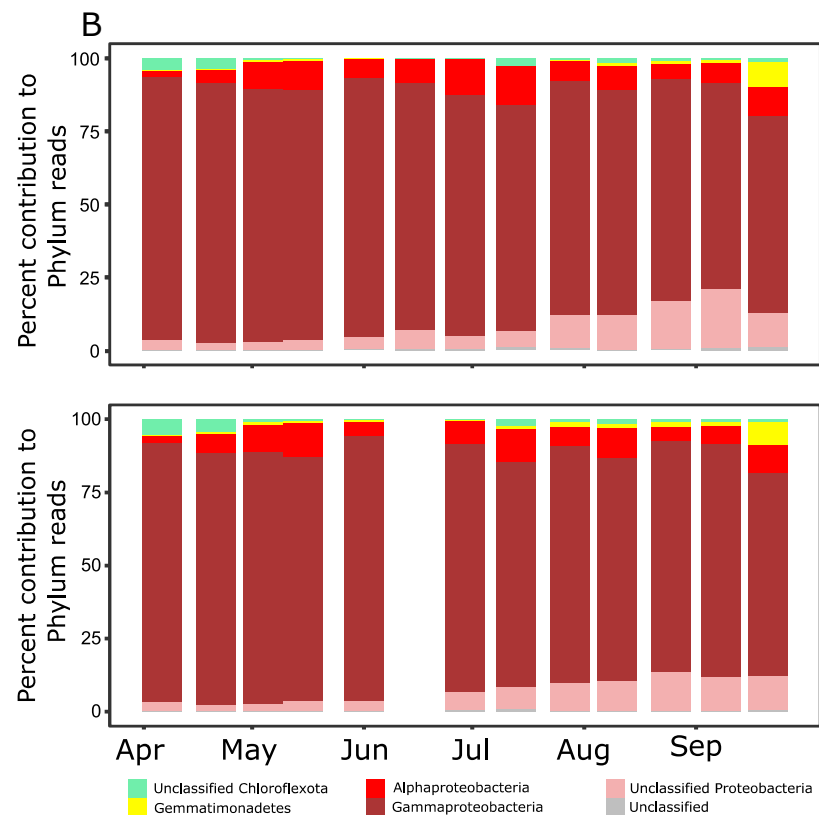 B
Percent contribution to
Phylum reads
100
75
50
25
0
Percent contribution to
Phylum reads
100
75
50
25
0
Apr May Jun Jul Aug Sep
Unclassified Chloroflexota Alphaproteobacteria Unclassified Proteobacteria
Gemmatimonadetes Gammaproteobacteria Unclassified